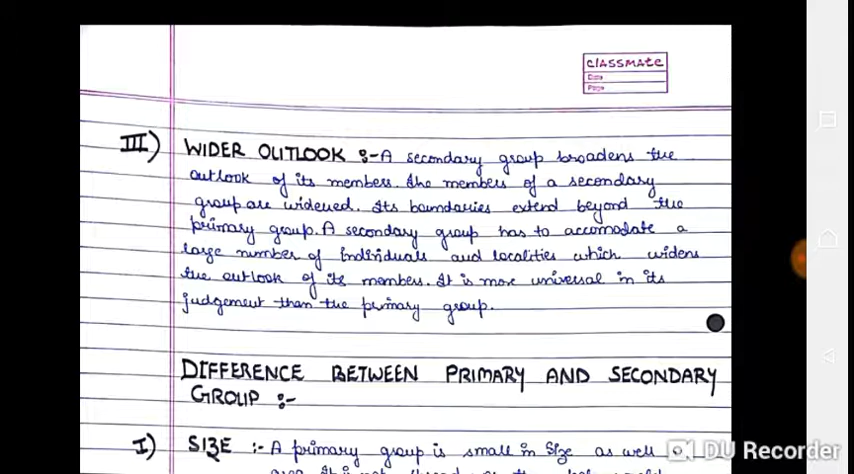 CLASSMATE
Date
Page
III) WIDER OUTLOOK :- A secondary group broadens the
outlook of its members. The members of a secondary
group are widened. Its boundaries extend beyond the
primary group. A secondary group has to accomodate a
large number of individuals and localities which widens
the outlook of its members. It is more universal in its
judgement than the primary group.
DIFFERENCE BETWEEN PRIMARY AND SECONDARY
GROUP :-
I) SIZE :- A primary group is small in size as well
DU Recorder